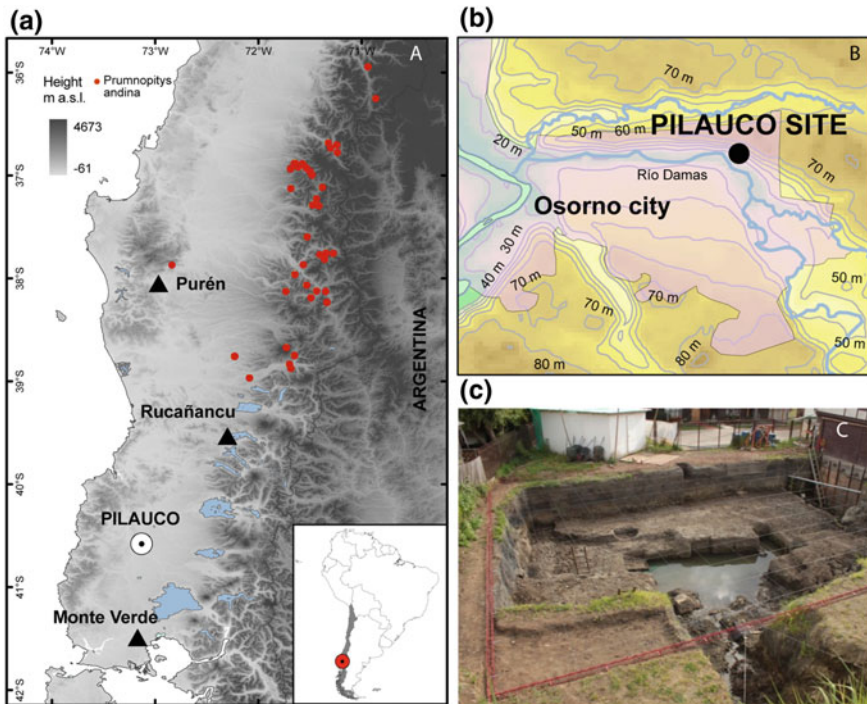 (a)
74°W
73°W
72°W
71°W
A
36°S
37°S
38°S
39°S
40°S
41°S
42°S
Height
m a.s.l.
Prumnopitys
andina
4673
-61
Purén
Rucañancu
PILAUCO
Monte Verde
ARGENTINA
(b)
B
70 m
20 m
50 m
60 m
PILAUCO SITE
70 m
Río Damas
Osorno city
30 m
40 m
70 m
70 m
70 m
50 m
50 m
80 m
80 m
80 m
(c)
C